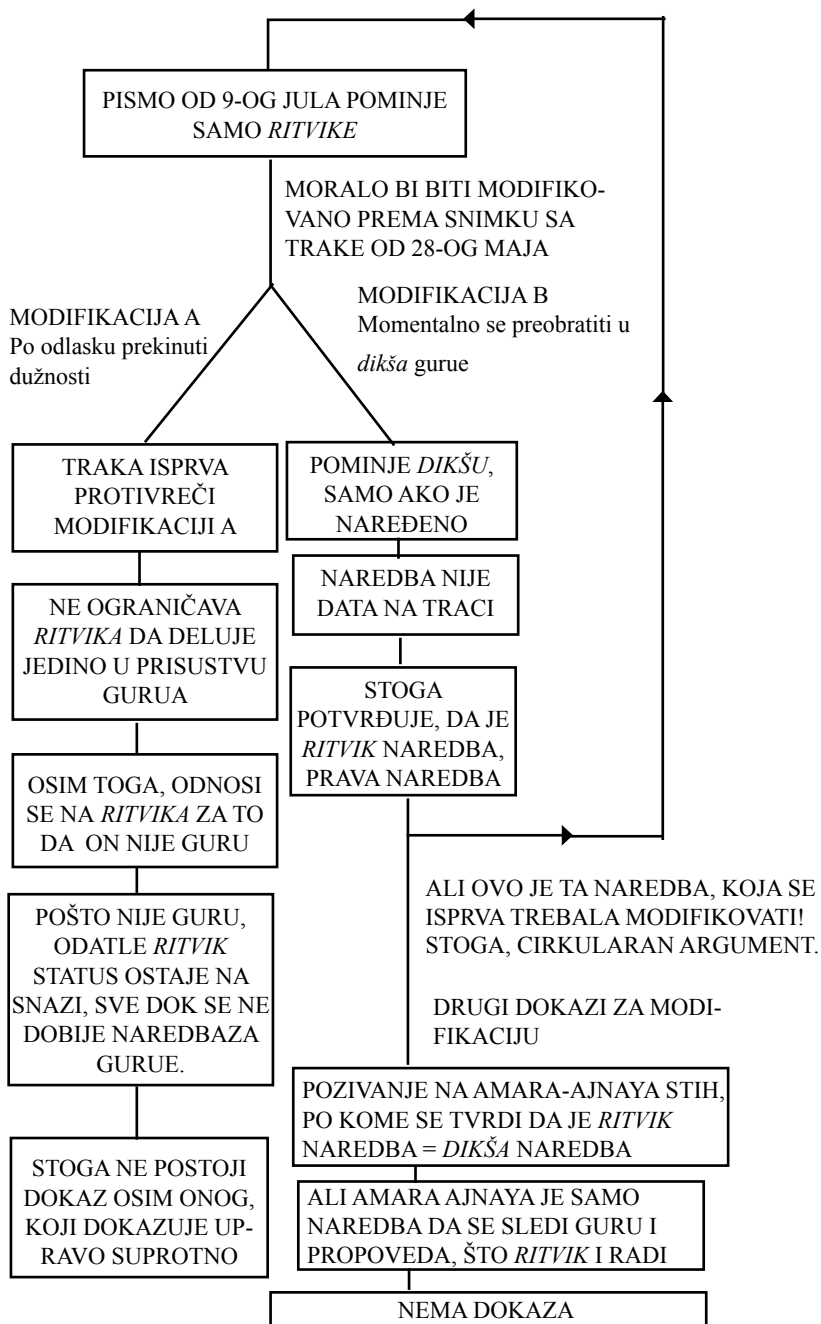 PISMO OD 9-OG JULA POMINJE
SAMO RITVIKE
MORALO BI BITI MODIFIKO-
VANO PREMA SNIMKU SA
TRAKE OD 28-OG MAJA
MODIFIKACIJA A
Po odlasku prekinuti
dužnosti
MODIFIKACIJA B
Momentalno se preobratiti u
dikša gurue
TRAKA ISPRVA
PROTIVREČI
MODIFIKACIJI A
POMINJE DIKŠU,
SAMO AKO JE
NAREĐENO
NE OGRANIČAVA
RITVIKA DA DELUJE
JEDINO U PRISUSTVU
GURUA
NAREDBA NIJE
DATA NA TRACI
STOGA
POTVRĐUJE, DA JE
RITVIK NAREDBA,
PRAVA NAREDBA
OSIM TOGA, ODNOSI
SE NA RITVIKA ZA TO
DA ON NIJE GURU
POŠTO NIJE GURU,
ODATLE RITVIK
STATUS OSTAJE NA
SNAZI, SVE DOK SE NE
DOBIJE NAREDBAZA
GURUE.
ALI OVO JE TA NAREDBA, KOJA SE
ISPRVA TREBALA MODIFIKOVATI!
STOGA, CIRKULARAN ARGUMENT.
DRUGI DOKAZI ZA MODI-
FIKACIJU
STOGA NE POSTOJI
DOKAZ OSIM ONOG,
KOJI DOKAZUJE UP-
RAVO SUPROTNO
POZIVANJE NA AMARA-AJNAYA STIH,
PO KOME SE TVRDI DA JE RITVIK
NAREDBA = DIKŠA NAREDBA
ALI AMARA AJNAYA JE SAMO
NAREDBA DA SE SLEDI GURU I
PROPOVEDA, ŠTO RITVIK I RADI
NEMA DOKAZA